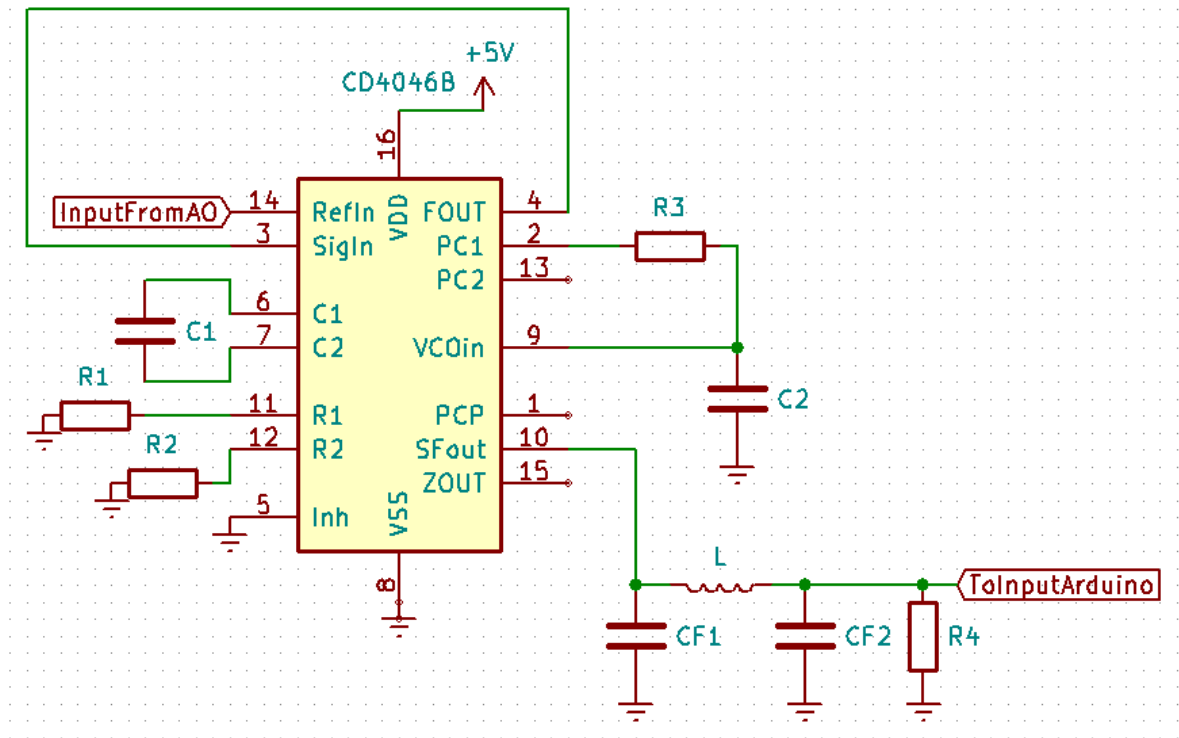 +5V
CD4046B
16
InputFromAO
14
RefIn
VDD
FOUT
4
R3
3
SigIn
PC1
2
PC2
13
6
C1
C1
7
C2
VCOin
9
R1
C2
11
R1
PCP
1
R2
12
R2
SFout
10
ZOUT
15
5
Inh
VSS
8
L
ToInputArduino
CF1
CF2
R4